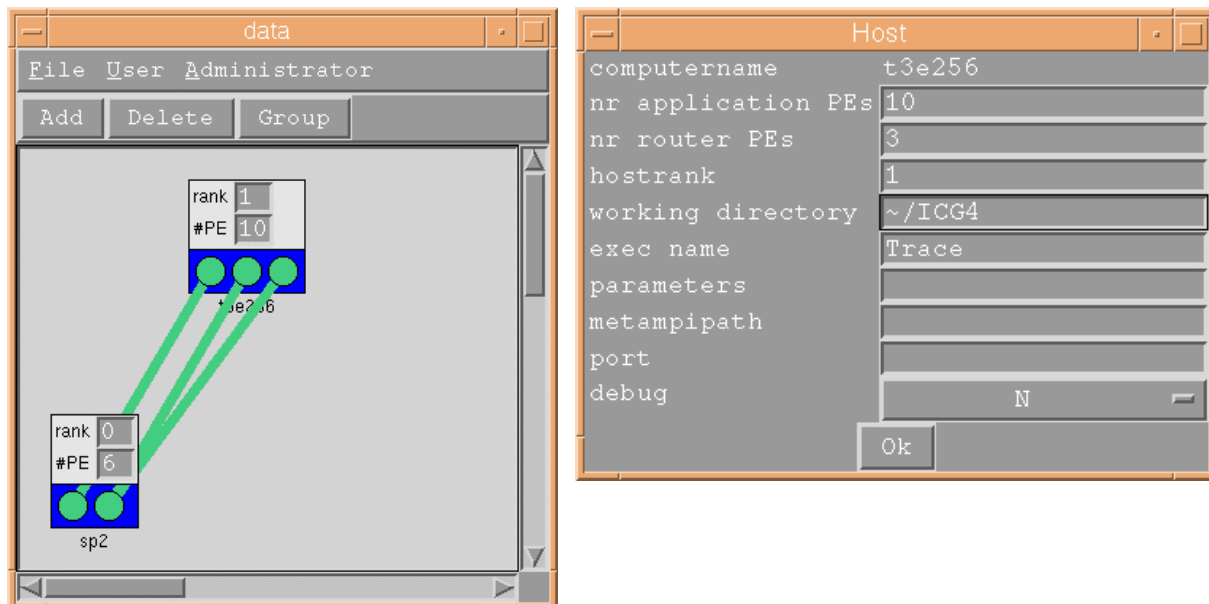 data
File User Administrator
Add Delete Group
rank 1
#PE 10
t3e256
rank 0
#PE 6
sp2
Host
computername t3e256
nr application PEs 10
nr router PEs 3
hostrank 1
working directory ~/ICG4
exec name Trace
parameters
metampipath
port
debug N
Ok